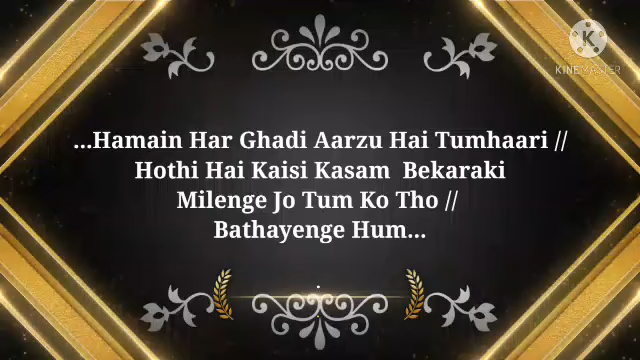 KINEMASTER
...Hamain Har Ghadi Aarzu Hai Tumhaari //
Hothi Hai Kaisi Kasam Bekaraki
Milenge Jo Tum Ko Tho //
Bathayenge Hum...